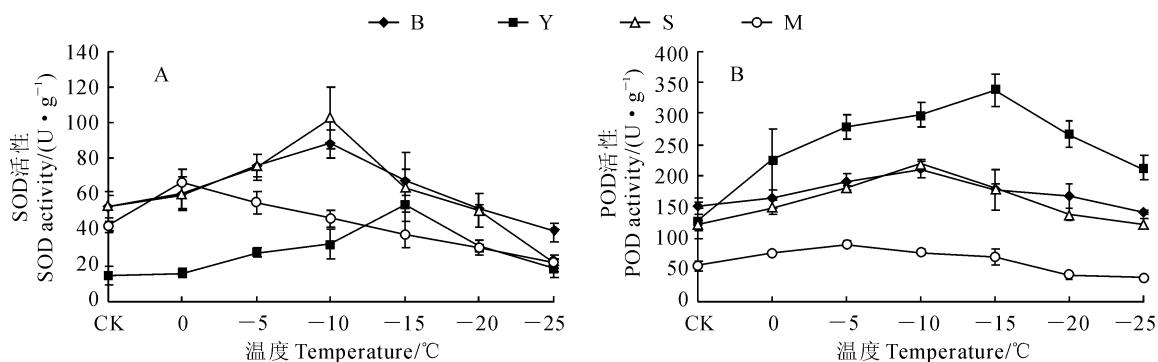 B Y S M
A
SOD活性
SOD activity/(U·g⁻¹)
140
120
100
80
60
40
20
0
CK 0 －5 －10 －15 －20 －25
温度 Temperature/℃
B
POD活性
POD activity/(U·g⁻¹)
400
350
300
250
200
150
100
50
0
CK 0 －5 －10 －15 －20 －25
温度 Temperature/℃